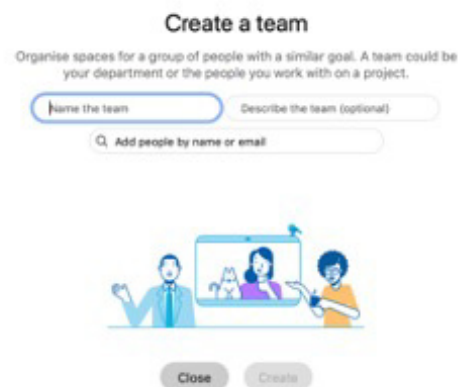 Create a team
Organise spaces for a group of people with a similar goal. A team could be
your department or the people you work with on a project.
Name the team
Describe the team (optional)
Add people by name or email
Close
Create